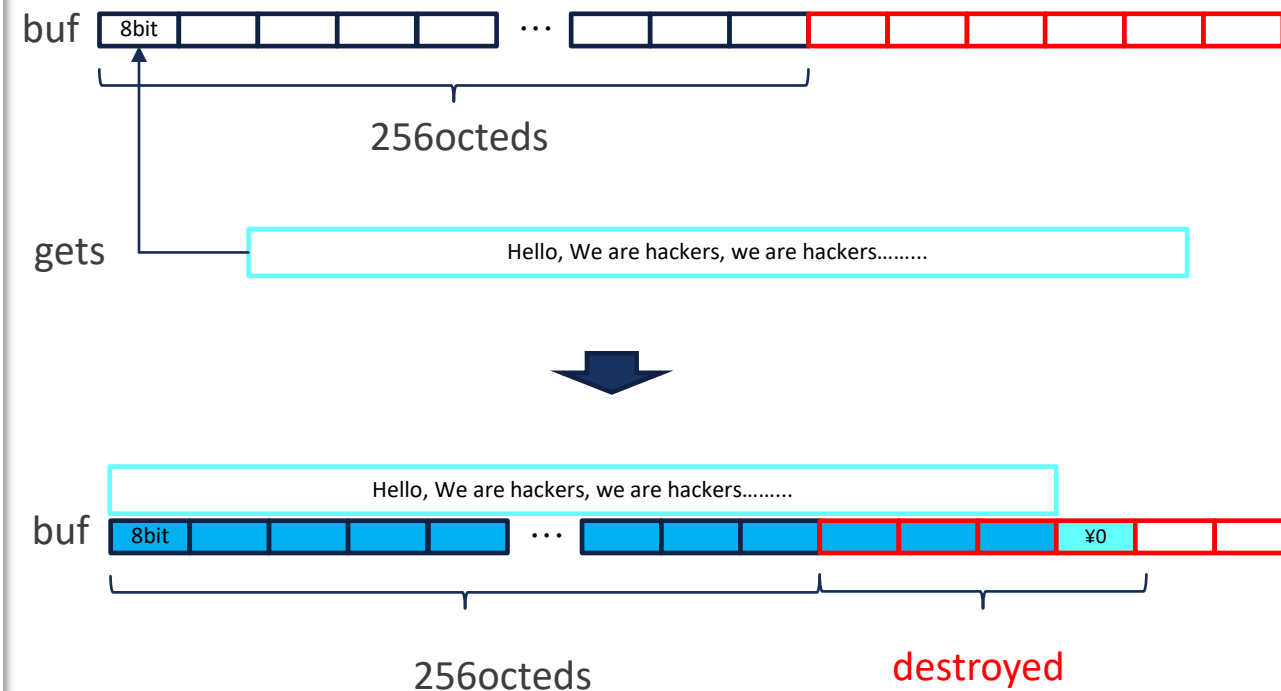 buf 8bit ...
256octeds
gets Hello, We are hackers, we are hackers……...
Hello, We are hackers, we are hackers……...
buf 8bit ... ¥0
256octeds destroyed